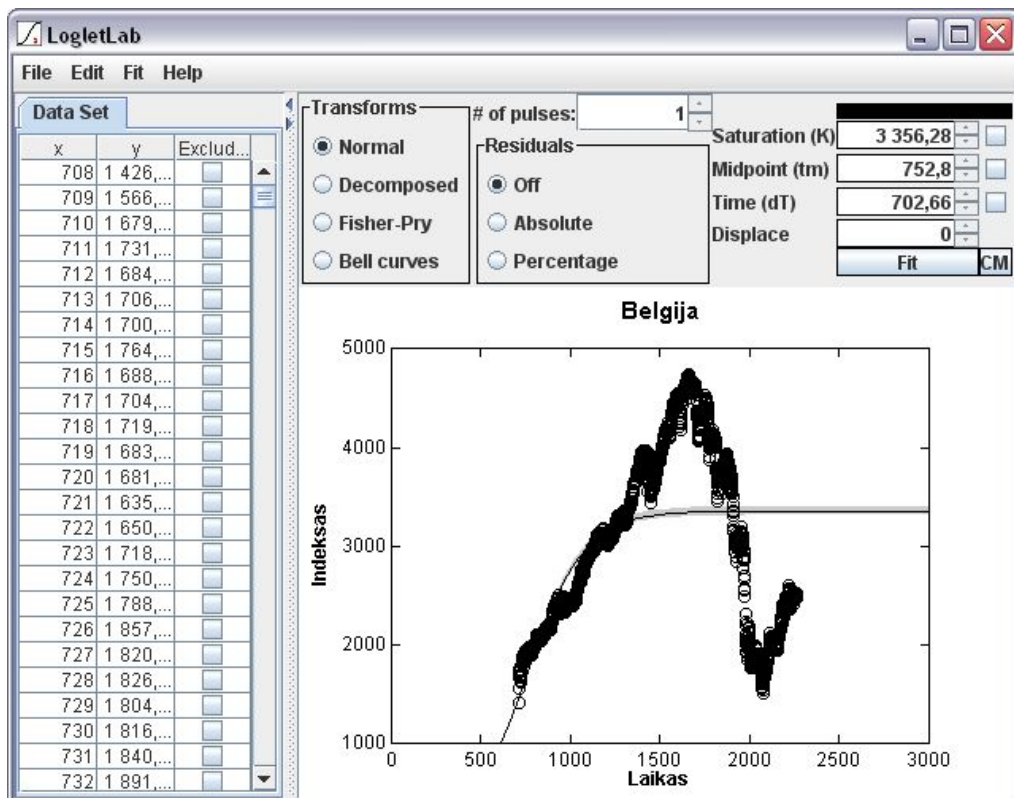 LogletLab
File Edit Fit Help
Data Set
x y Exclud...
708 1 426,...
709 1 566,...
710 1 679,...
711 1 731,...
712 1 684,...
713 1 706,...
714 1 700,...
715 1 764,...
716 1 688,...
717 1 704,...
718 1 719,...
719 1 683,...
720 1 681,...
721 1 635,...
722 1 650,...
723 1 718,...
724 1 750,...
725 1 788,...
726 1 857,...
727 1 820,...
728 1 826,...
729 1 804,...
730 1 816,...
731 1 840,...
732 1 891,...
Transforms
Normal
Decomposed
Fisher-Pry
Bell curves
# of pulses: 1
Residuals
Off
Absolute
Percentage
Saturation (K) 3 356,28
Midpoint (tm) 752,8
Time (dT) 702,66
Displace 0
Fit CM
Belgija
Indeksas
5000
4000
3000
2000
1000
0 500 1000 1500 2000 2500 3000
Laikas